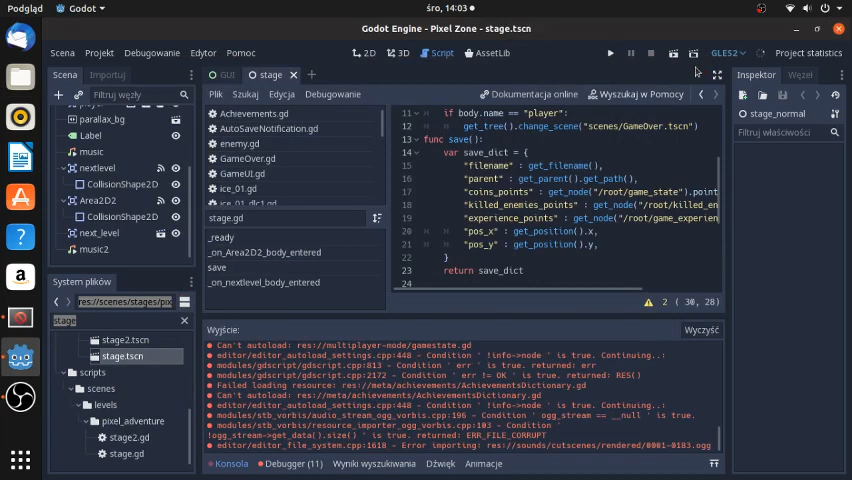 Podgląd
Godot
śro, 14:03
Godot Engine - Pixel Zone - stage.tscn
Scena
Projekt
Debugowanie
Edytor
Pomoc
2D
3D
Script
AssetLib
GLES2
Project statistics
Scena
Importuj
GUI
stage
Inspektor
Węzeł
Filtruj węzły
Plik
Szukaj
Edycja
Debugowanie
Dokumentacja online
Wyszukaj w Pomocy
stage_normal
Filtruj właściwości
parallax_bg
Label
music
nextlevel
CollisionShape2D
Area2D2
CollisionShape2D
next_level
music2
Achievements.gd
AutoSaveNotification.gd
enemy.gd
GameOver.gd
GameUI.gd
ice_01.gd
ice_01_dlc1.gd
stage.gd
_ready
_on_Area2D2_body_entered
save
_on_nextlevel_body_entered
11 if body.name == "player":
12 get_tree().change_scene("scenes/GameOver.tscn")
13 func save():
14 var save_dict = {
15 "filename" : get_filename(),
16 "parent" : get_parent().get_path(),
17 "coins_points" : get_node("/root/game_state").point
18 "killed_enemies_points" : get_node("/root/killed_en
19 "experience_points" : get_node("/root/game_experien
20 "pos_x" : get_position().x,
21 "pos_y" : get_position().y,
22 }
23 return save_dict
24
2 ( 30, 28)
System plików
res://scenes/stages/pix
stage
stage2.tscn
stage.tscn
scripts
scenes
levels
pixel_adventure
stage2.gd
stage.gd
Wyjście:
Wyczyść
Can't autoload: res://multiplayer-mode/gamestate.gd
editor/editor_autoload_settings.cpp:448 - Condition ' !info->node ' is true. Continuing..:
modules/gdscript/gdscript.cpp:813 - Condition ' err ' is true. returned: err
modules/gdscript/gdscript.cpp:2172 - Condition ' err != OK ' is true. returned: RES()
Failed loading resource: res://meta/achievements/AchievementsDictionary.gd
Can't autoload: res://meta/achievements/AchievementsDictionary.gd
editor/editor_autoload_settings.cpp:448 - Condition ' !info->node ' is true. Continuing..:
modules/stb_vorbis/audio_stream_ogg_vorbis.cpp:196 - Condition ' ogg_stream == __null ' is true.
modules/stb_vorbis/resource_importer_ogg_vorbis.cpp:103 - Condition '
!ogg_stream->get_data().size() ' is true. returned: ERR_FILE_CORRUPT
editor/editor_file_system.cpp:1618 - Error importing: res://sounds/cutscenes/rendered/0001-0183.ogg
Konsola
Debugger (11)
Wyniki wyszukiwania
Dźwięk
Animacje